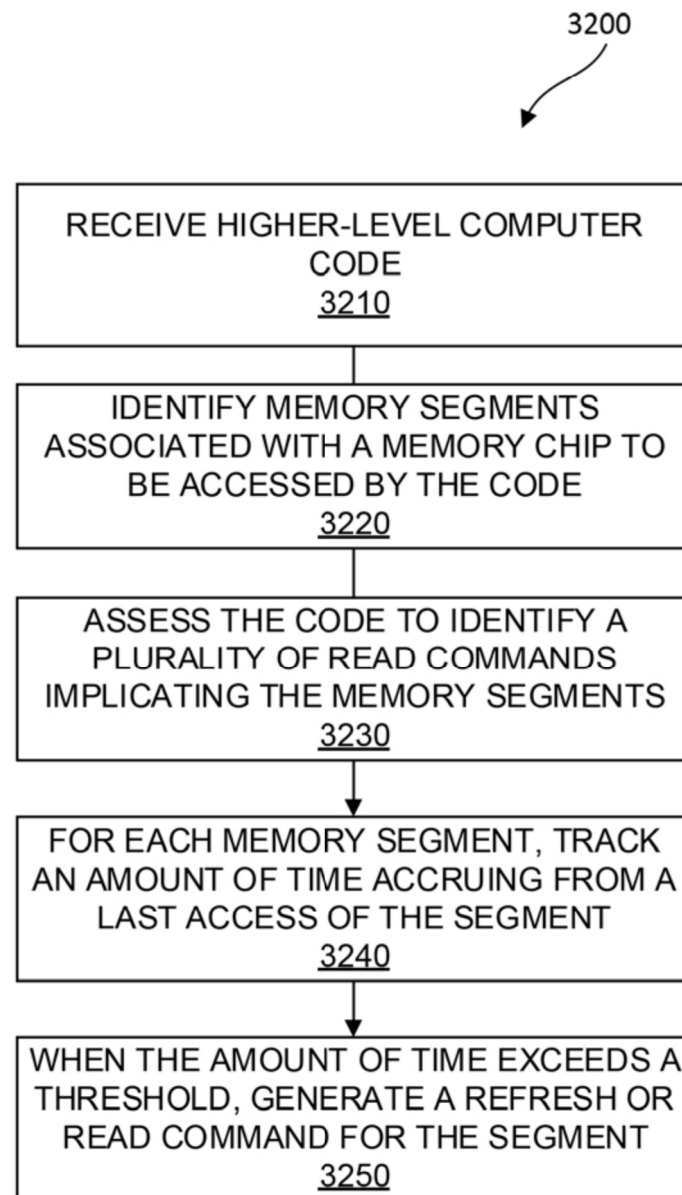 3200
RECEIVE HIGHER-LEVEL COMPUTER
CODE
3210
IDENTIFY MEMORY SEGMENTS
ASSOCIATED WITH A MEMORY CHIP TO
BE ACCESSED BY THE CODE
3220
ASSESS THE CODE TO IDENTIFY A
PLURALITY OF READ COMMANDS
IMPLICATING THE MEMORY SEGMENTS
3230
FOR EACH MEMORY SEGMENT, TRACK
AN AMOUNT OF TIME ACCRUING FROM A
LAST ACCESS OF THE SEGMENT
3240
WHEN THE AMOUNT OF TIME EXCEEDS A
THRESHOLD, GENERATE A REFRESH OR
READ COMMAND FOR THE SEGMENT
3250